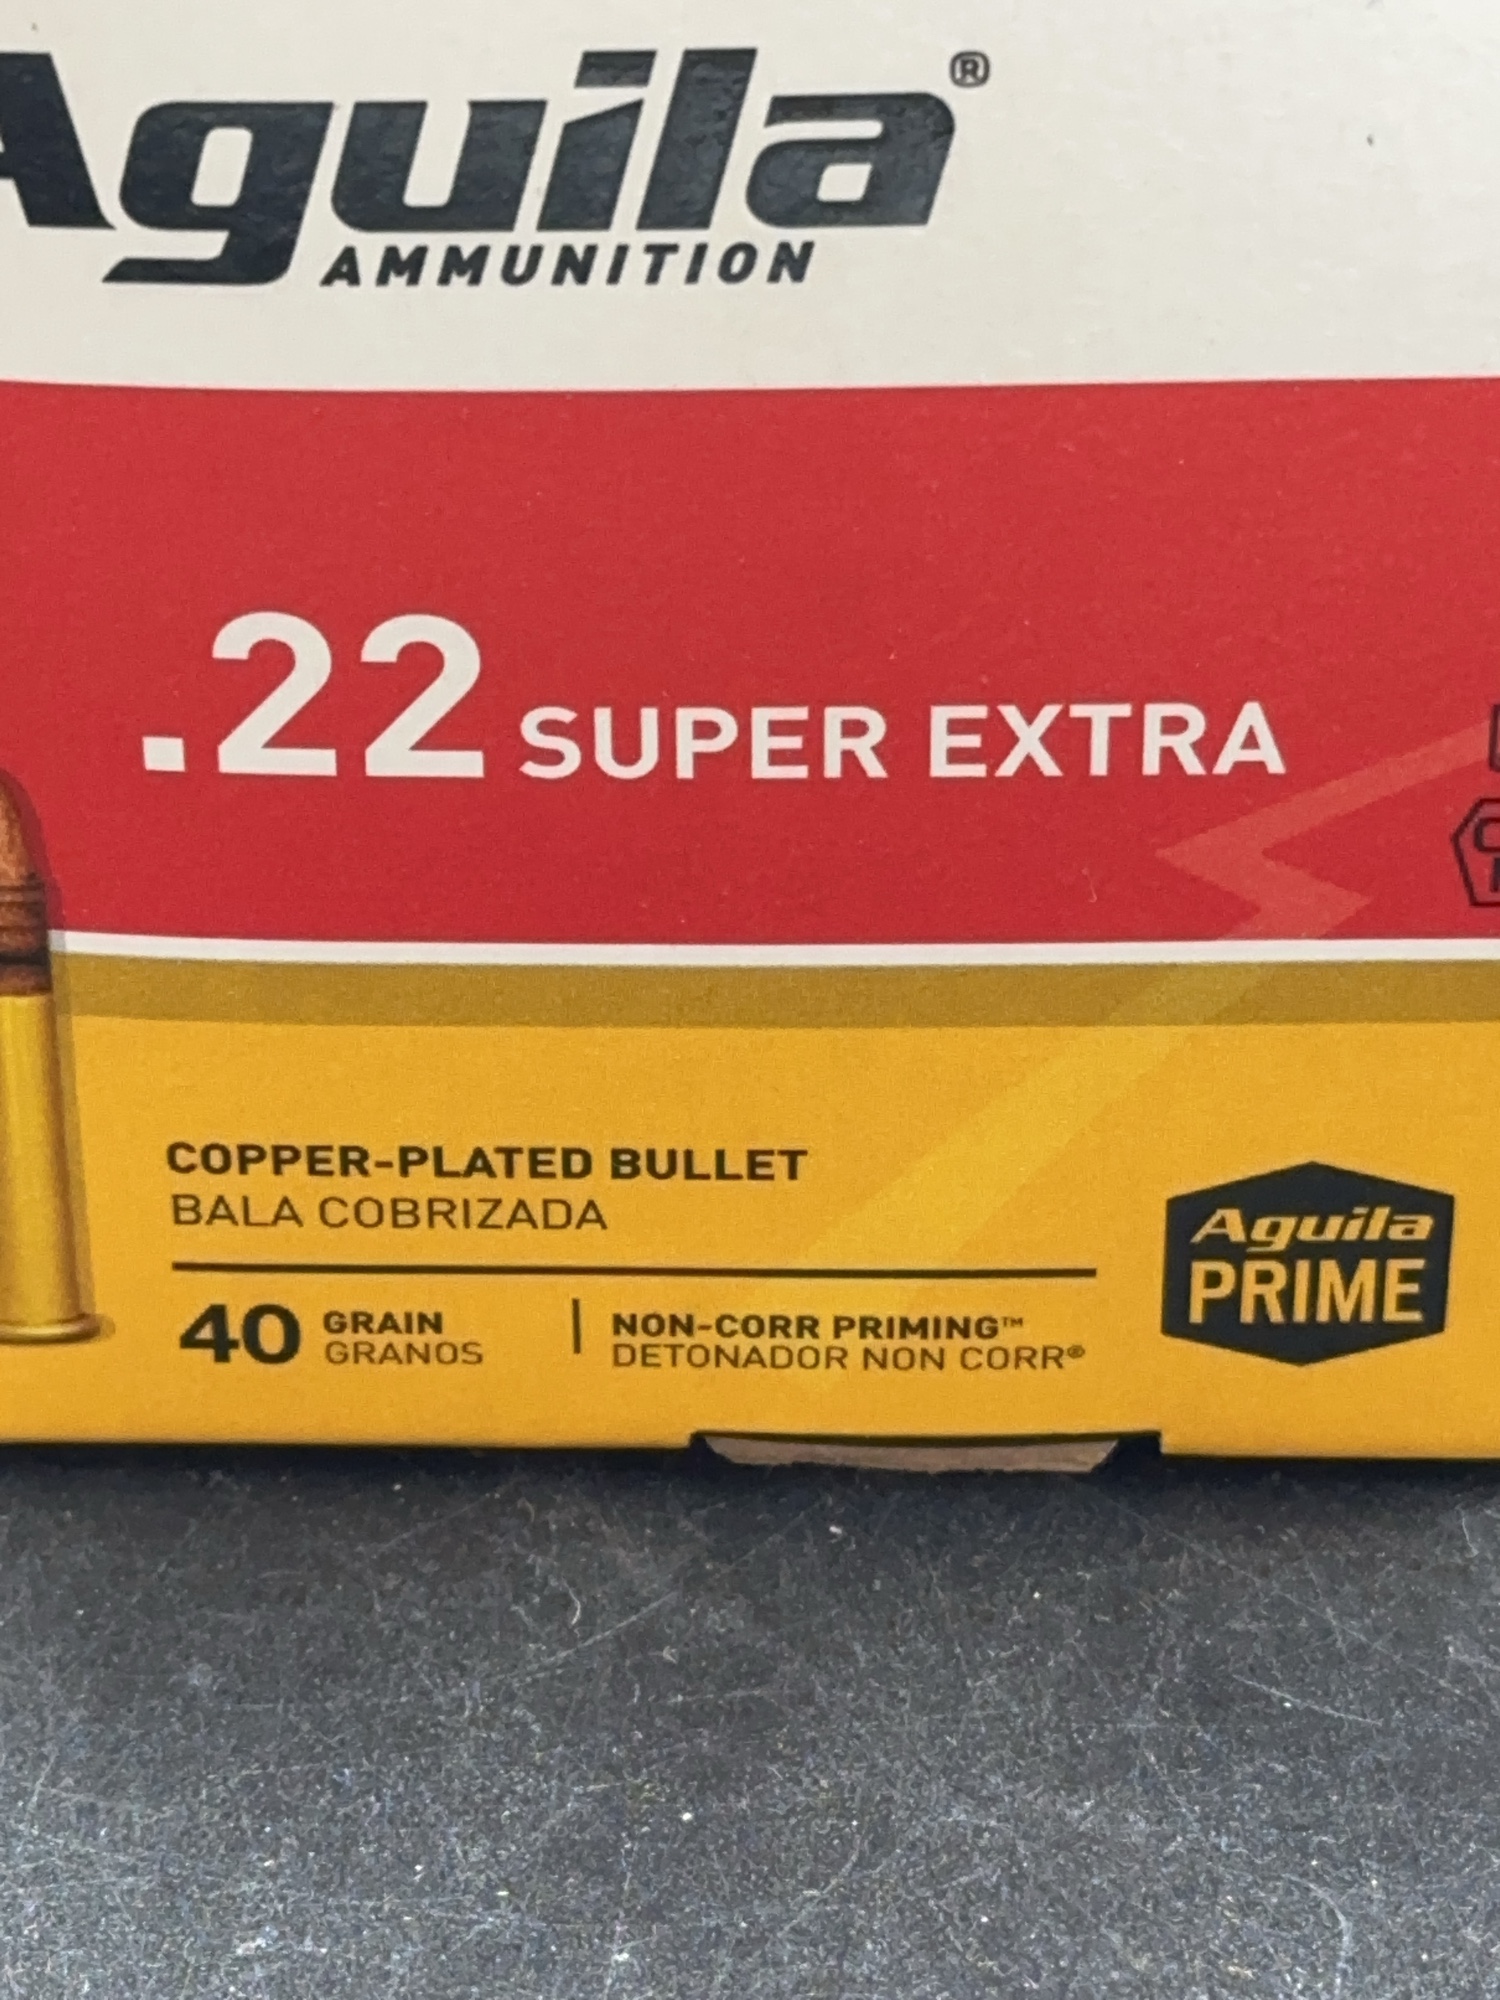 Aguila®
AMMUNITION
.22 SUPER EXTRA
COPPER-PLATED BULLET
BALA COBRIZADA
40 GRAIN
GRANOS
NON-CORR PRIMING™
DETONADOR NON CORR®
Aguila
PRIME